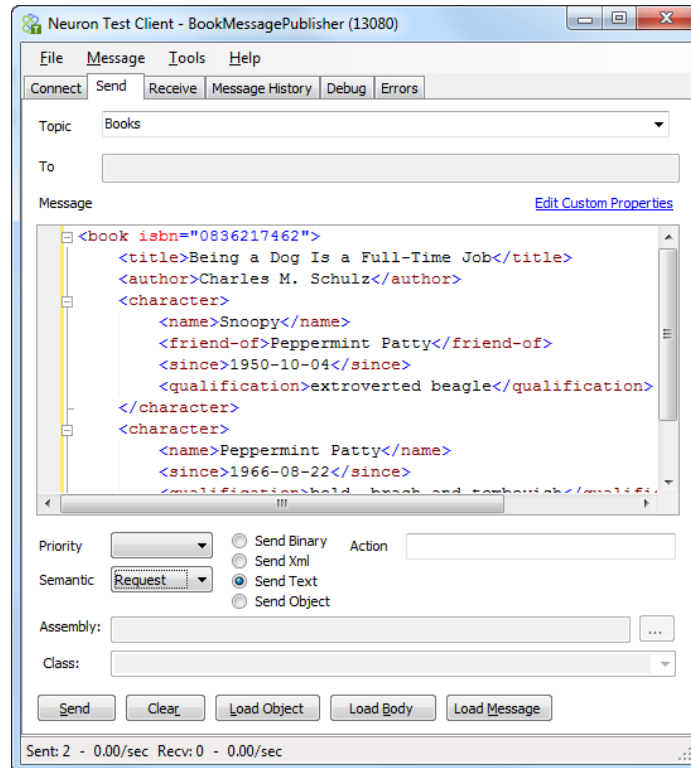 Neuron Test Client - BookMessagePublisher (13080)
File Message Tools Help
Connect Send Receive Message History Debug Errors
Topic Books
To
Message Edit Custom Properties
<book isbn="0836217462">
<title>Being a Dog Is a Full-Time Job</title>
<author>Charles M. Schulz</author>
<character>
<name>Snoopy</name>
<friend-of>Peppermint Patty</friend-of>
<since>1950-10-04</since>
<qualification>extroverted beagle</qualification>
</character>
<character>
<name>Peppermint Patty</name>
<since>1966-08-22</since>
Priority Send Binary Action
Send Xml
Semantic Request Send Text
Send Object
Assembly: ...
Class:
Send Clear Load Object Load Body Load Message
Sent: 2 - 0.00/sec Recv: 0 - 0.00/sec